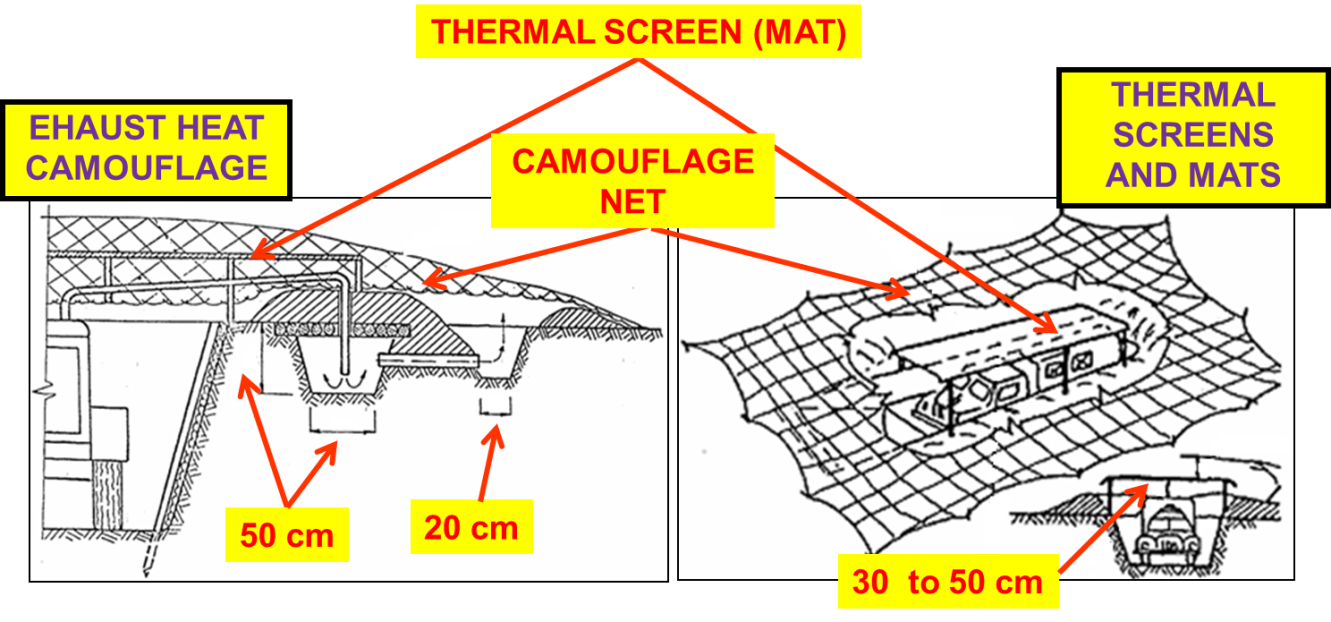 THERMAL SCREEN (MAT)
EHAUST HEAT
CAMOUFLAGE
CAMOUFLAGE
NET
THERMAL
SCREENS
AND MATS
50 cm
20 cm
30 to 50 cm